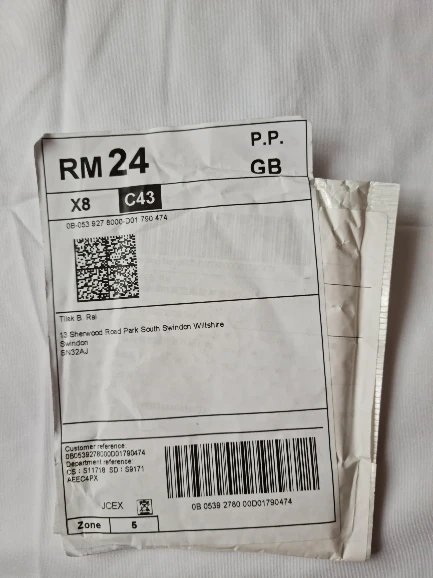 P.P.
RM 24
GB
X8 C43
0B-053 927 8000-D01 790 474
Tilak B. Rai
13 Sherwood Road Park South Swindon Wiltshire
Swindon
SN32AJ
Customer reference:
0B0539278000D01790474
Department reference:
CS : S11718 SD : S9171
AEEC4PX
JCEX
0B 0539 2780 00D01790474
Zone 5